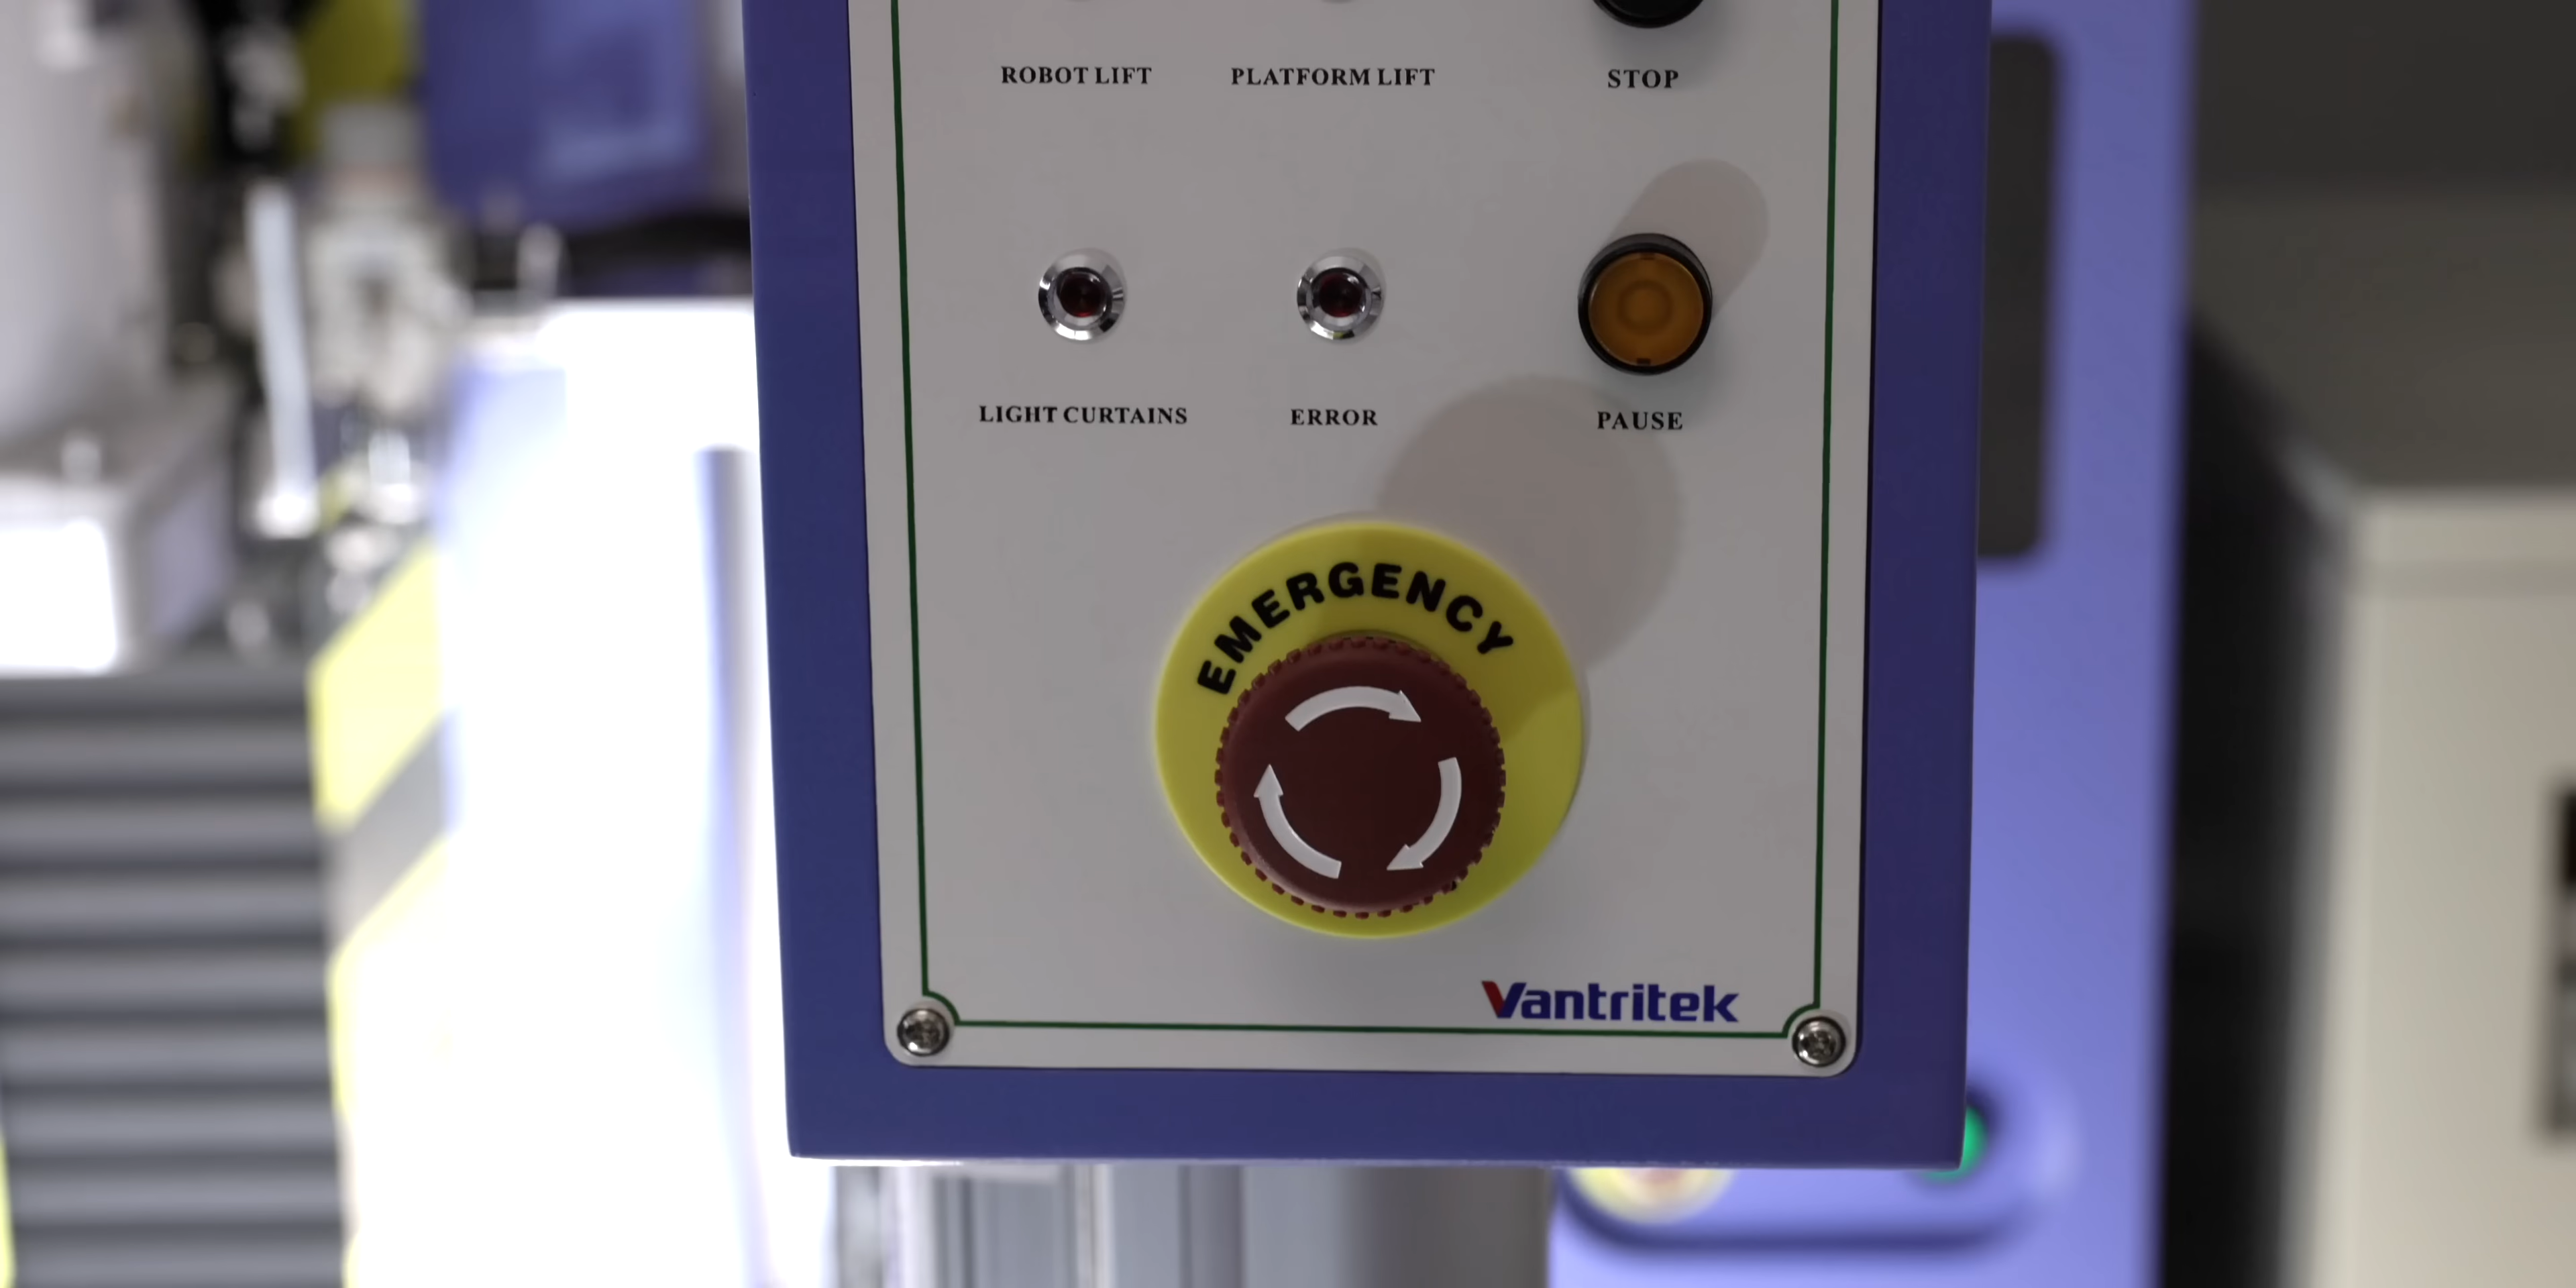 ROBOT LIFT
PLATFORM LIFT
STOP
LIGHT CURTAINS
ERROR
PAUSE
EMERGENCY
Vantritek